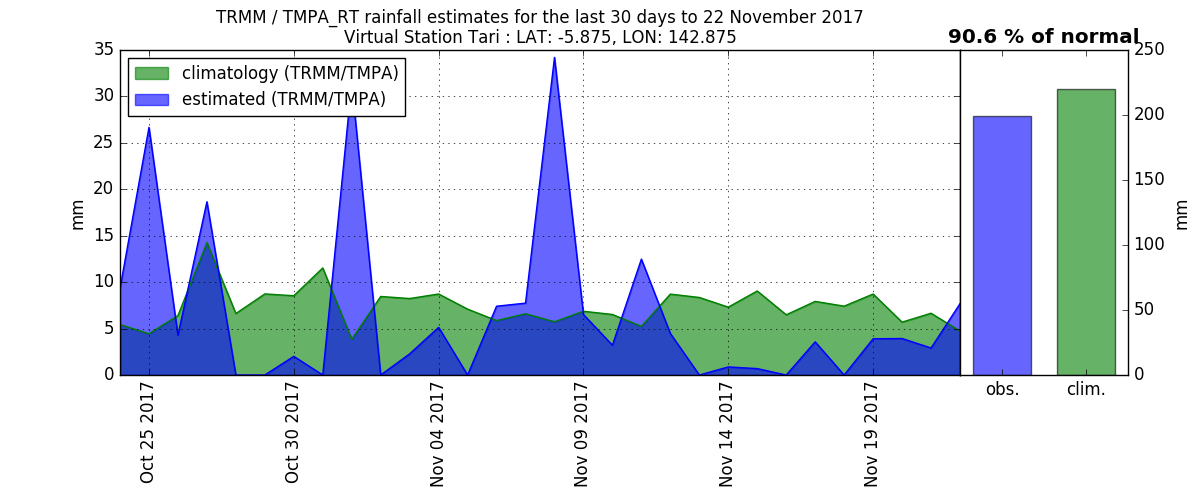 TRMM / TMPA_RT rainfall estimates for the last 30 days to 22 November 2017
Virtual Station Tari : LAT: -5.875, LON: 142.875
90.6 % of normal
climatology (TRMM/TMPA)
estimated (TRMM/TMPA)
35
30
25
20
15
10
5
0
mm
Oct 25 2017
Oct 30 2017
Nov 04 2017
Nov 09 2017
Nov 14 2017
Nov 19 2017
250
200
150
100
50
0
mm
obs.
clim.